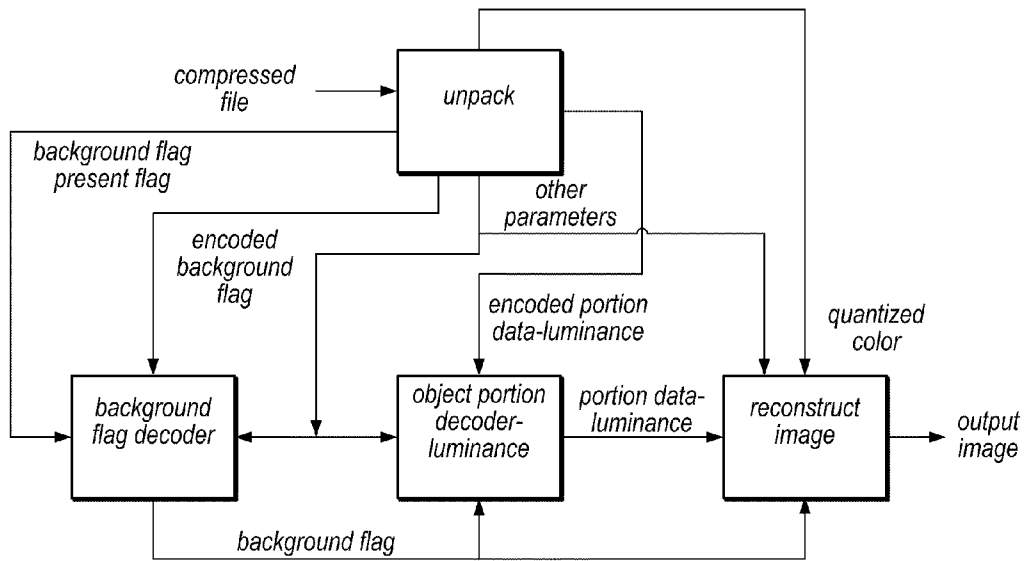 compressed
file
unpack
background flag
present flag
other
parameters
encoded
background
flag
encoded portion
data-luminance
quantized
color
background
flag decoder
object portion
decoder-
luminance
portion data-
luminance
reconstruct
image
output
image
background flag